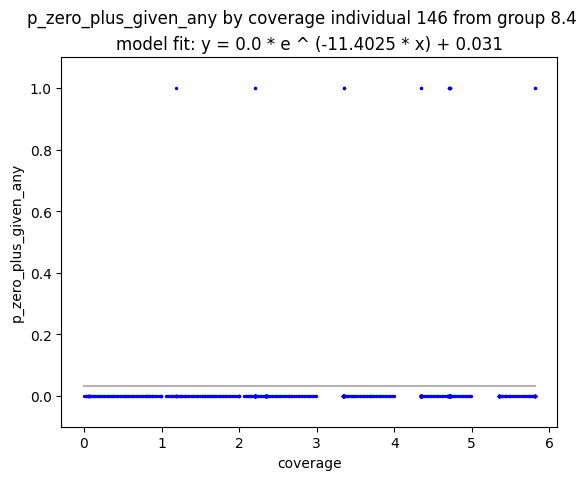 p_zero_plus_given_any by coverage individual 146 from group 8.4
model fit: y = 0.0 * e ^ (-11.4025 * x) + 0.031
1.0
0.8
0.6
0.4
0.2
0.0
p_zero_plus_given_any
0 1 2 3 4 5 6
coverage